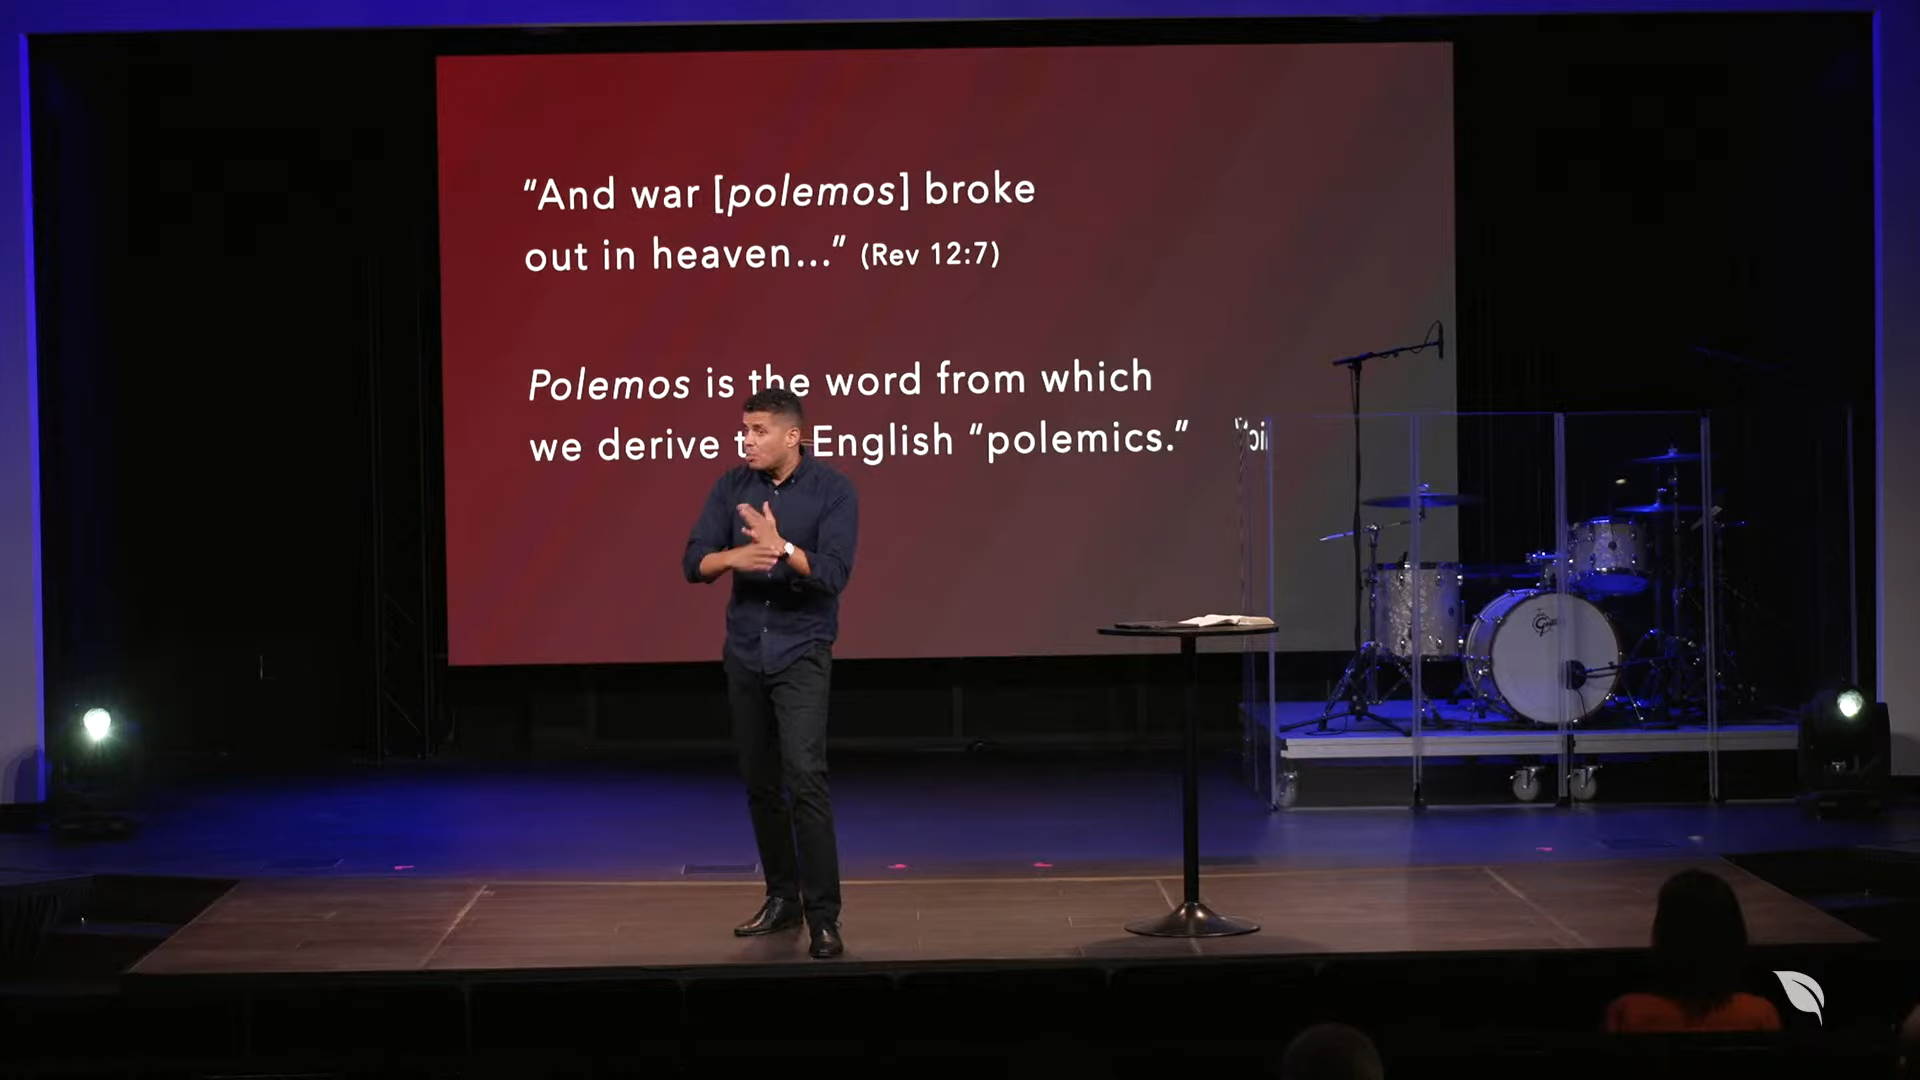 “And war [polemos] broke
out in heaven...” (Rev 12:7)
Polemos is the word from which
we derive English “polemics.”